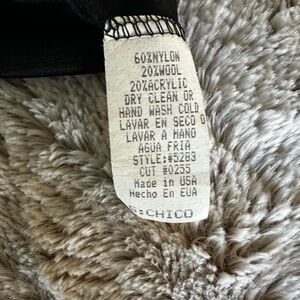 60%NYLON
20%WOOL
20%ACRYLIC
DRY CLEAN OR
HAND WASH COLD
LAVAR EN SECO O
LAVAR A MANO
AGUA FRIA
STYLE:#5283
CUT #0255
Made in USA
Hecho En EUA
S:CHICO